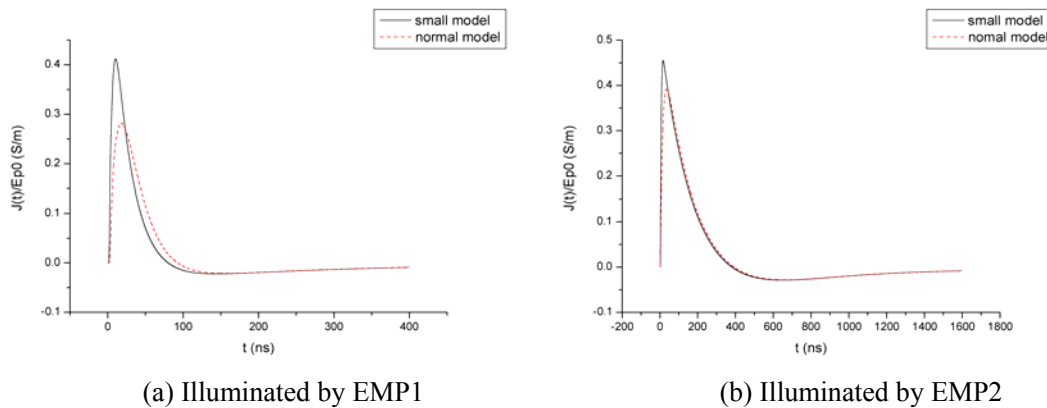 small model
nomal model
0.4
0.3
0.2
0.1
0.0
-0.1
J(t)/Ep0 (S/m)
0
100
200
300
400
t (ns)
(a) Illuminated by EMP1
small model
nomal model
0.5
0.4
0.3
0.2
0.1
0.0
-0.1
J(t)/Ep0 (S/m)
-200
0
200
400
600
800
1000
1200
1400
1600
1800
t (ns)
(b) Illuminated by EMP2